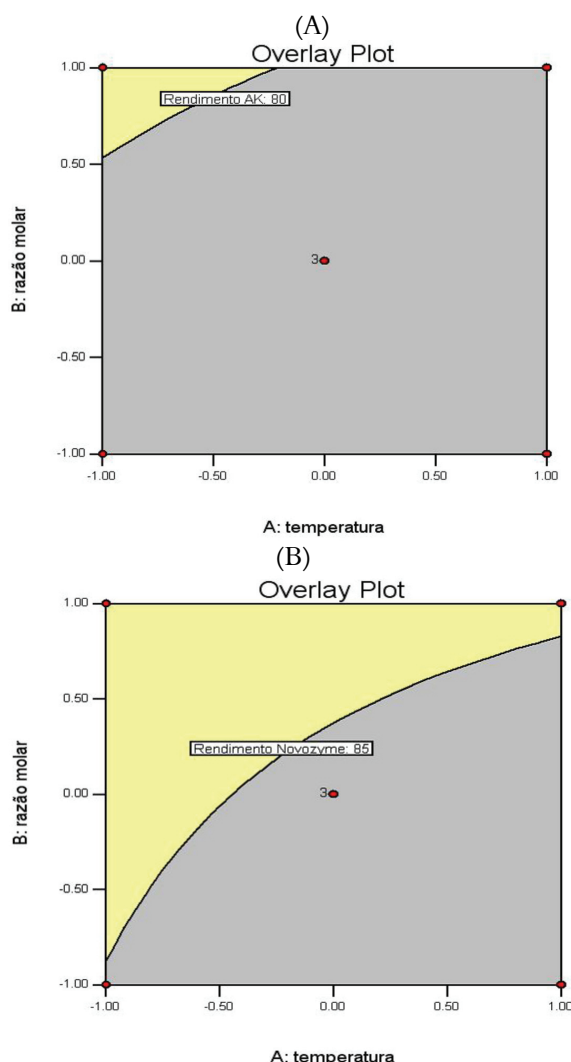 (A)
Overlay Plot
1.00
Rendimento AK: 80
0.50
B: razão molar
0.00
3
-0.50
-1.00
-1.00
-0.50
0.00
0.50
1.00
A: temperatura
(B)
Overlay Plot
1.00
0.50
Rendimento Novozyme: 85
B: razão molar
0.00
3
-0.50
-1.00
-1.00
-0.50
0.00
0.50
1.00
A: temperatura